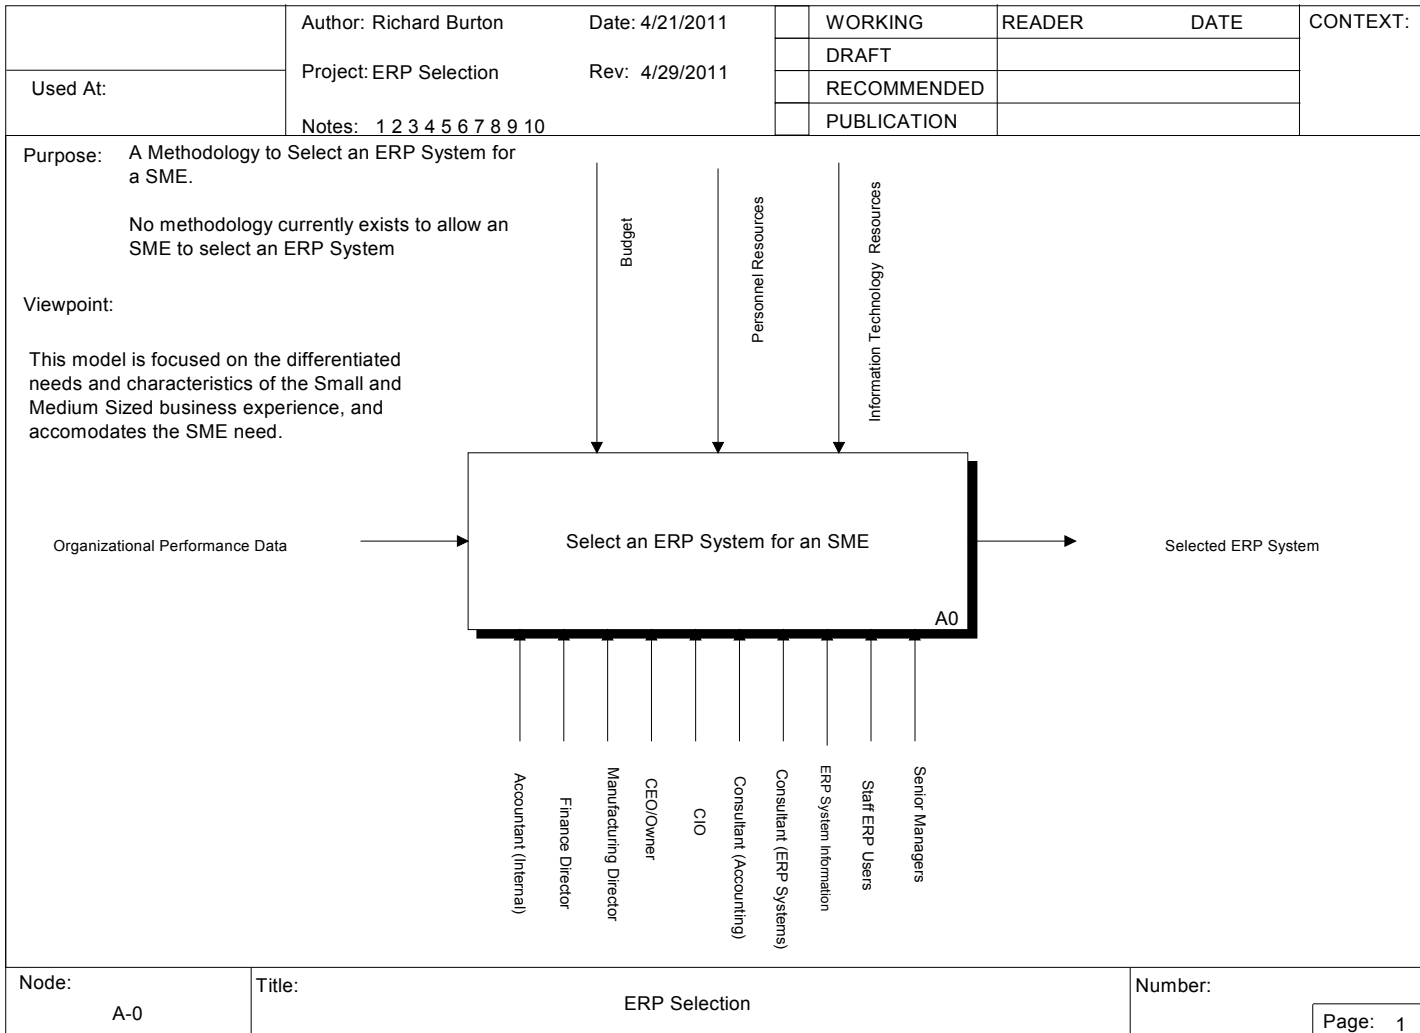 Author: Richard Burton
Date: 4/21/2011
WORKING
READER
DATE
CONTEXT:
DRAFT
Project: ERP Selection
Rev: 4/29/2011
Used At:
RECOMMENDED
Notes: 1 2 3 4 5 6 7 8 9 10
PUBLICATION
Purpose:
A Methodology to Select an ERP System for
a SME.
No methodology currently exists to allow an
SME to select an ERP System
Viewpoint:
This model is focused on the differentiated
needs and characteristics of the Small and
Medium Sized business experience, and
accomodates the SME need.
Budget
Personnel Resources
Information Technology Resources
Organizational Performance Data
Select an ERP System for an SME
A0
Selected ERP System
Accountant (Internal)
Finance Director
Manufacturing Director
CEO/Owner
CIO
Consultant (Accounting)
Consultant (ERP Systems)
ERP System Information
Staff ERP Users
Senior Managers
Node:
A-0
Title:
ERP Selection
Number:
Page: 1